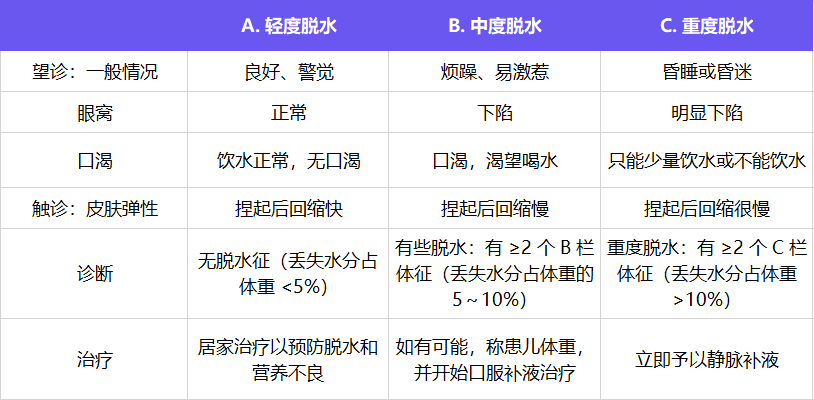 A. 轻度脱水 B. 中度脱水 C. 重度脱水
望诊：一般情况 良好、警觉 烦躁、易激惹 昏睡或昏迷
眼窝 正常 下陷 明显下陷
口渴 饮水正常，无口渴 口渴，渴望喝水 只能少量饮水或不能饮水
触诊：皮肤弹性 捏起后回缩快 捏起后回缩慢 捏起后回缩很慢
诊断
无脱水征（丢失水分占
体重 <5%）
有些脱水：有 ≥2 个 B 栏
体征（丢失水分占体重的
5～10%）
重度脱水：有 ≥2 个 C 栏
体征（丢失水分占体重
>10%）
治疗
居家治疗以预防脱水和
营养不良
如有可能，称患儿体重，
并开始口服补液治疗
立即予以静脉补液